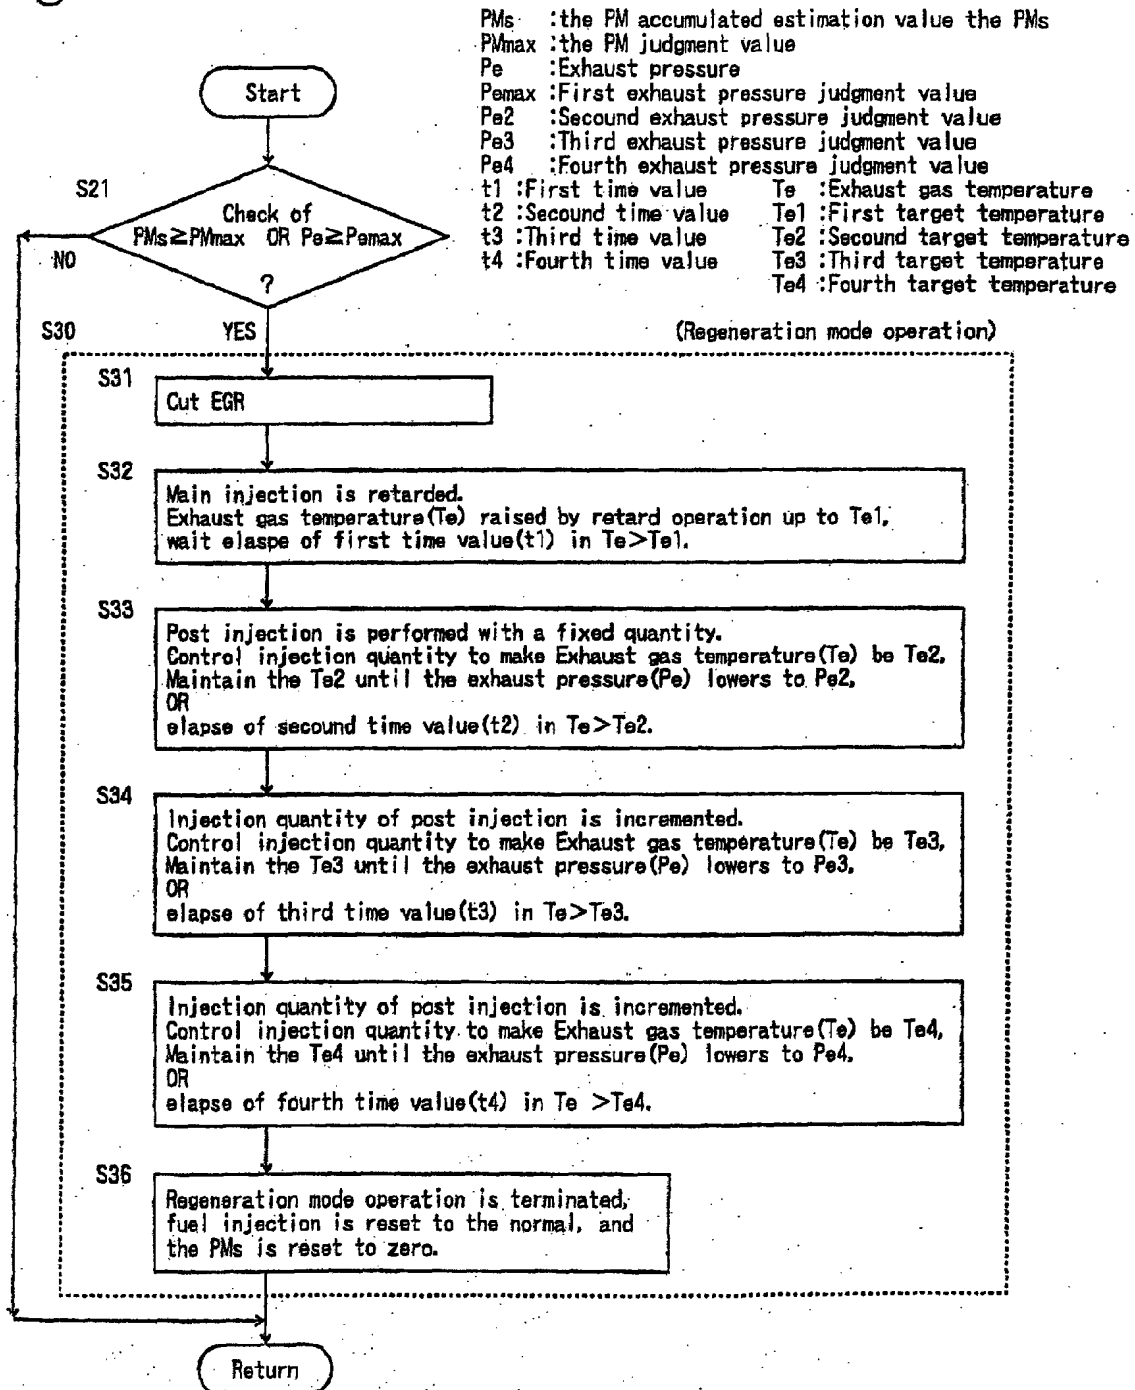 PMs :the PM accumulated estimation value the PMs
PMmax :the PM judgment value
Pe :Exhaust pressure
Pemax :First exhaust pressure judgment value
Pe2 :Second exhaust pressure judgment value
Pe3 :Third exhaust pressure judgment value
Pe4 :Fourth exhaust pressure judgment value
t1 :First time value Te :Exhaust gas temperature
t2 :Second time value Te1 :First target temperature
t3 :Third time value Te2 :Second target temperature
t4 :Fourth time value Te3 :Third target temperature
Te4 :Fourth target temperature
Start
S21
Check of
PMs≧PMmax OR Pe≧Pemax
?
NO
YES
S30
(Regeneration mode operation)
S31
Cut EGR
S32
Main injection is retarded.
Exhaust gas temperature(Te) raised by retard operation up to Te1,
wait elaspe of first time value(t1) in Te>Te1.
S33
Post injection is performed with a fixed quantity.
Control injection quantity to make Exhaust gas temperature(Te) be Te2,
Maintain the Te2 until the exhaust pressure(Pe) lowers to Pe2,
OR
elapse of second time value(t2) in Te>Te2.
S34
Injection quantity of post injection is incremented.
Control injection quantity to make Exhaust gas temperature(Te) be Te3,
Maintain the Te3 until the exhaust pressure(Pe) lowers to Pe3,
OR
elapse of third time value(t3) in Te>Te3.
S35
Injection quantity of post injection is incremented.
Control injection quantity to make Exhaust gas temperature(Te) be Te4,
Maintain the Te4 until the exhaust pressure(Pe) lowers to Pe4,
OR
elapse of fourth time value(t4) in Te >Te4.
S36
Regeneration mode operation is terminated,
fuel injection is reset to the normal, and
the PMs is reset to zero.
Return